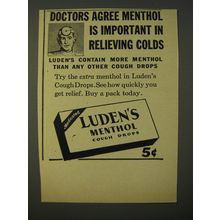 DOCTORS AGREE MENTHOL
IS IMPORTANT IN
RELIEVING COLDS
LUDEN'S CONTAIN MORE MENTHOL
THAN ANY OTHER COUGH DROPS
Try the extra menthol in Luden's
Cough Drops. See how quickly you
get relief. Buy a pack today.
LUDEN'S
MENTHOL
COUGH DROPS
5¢